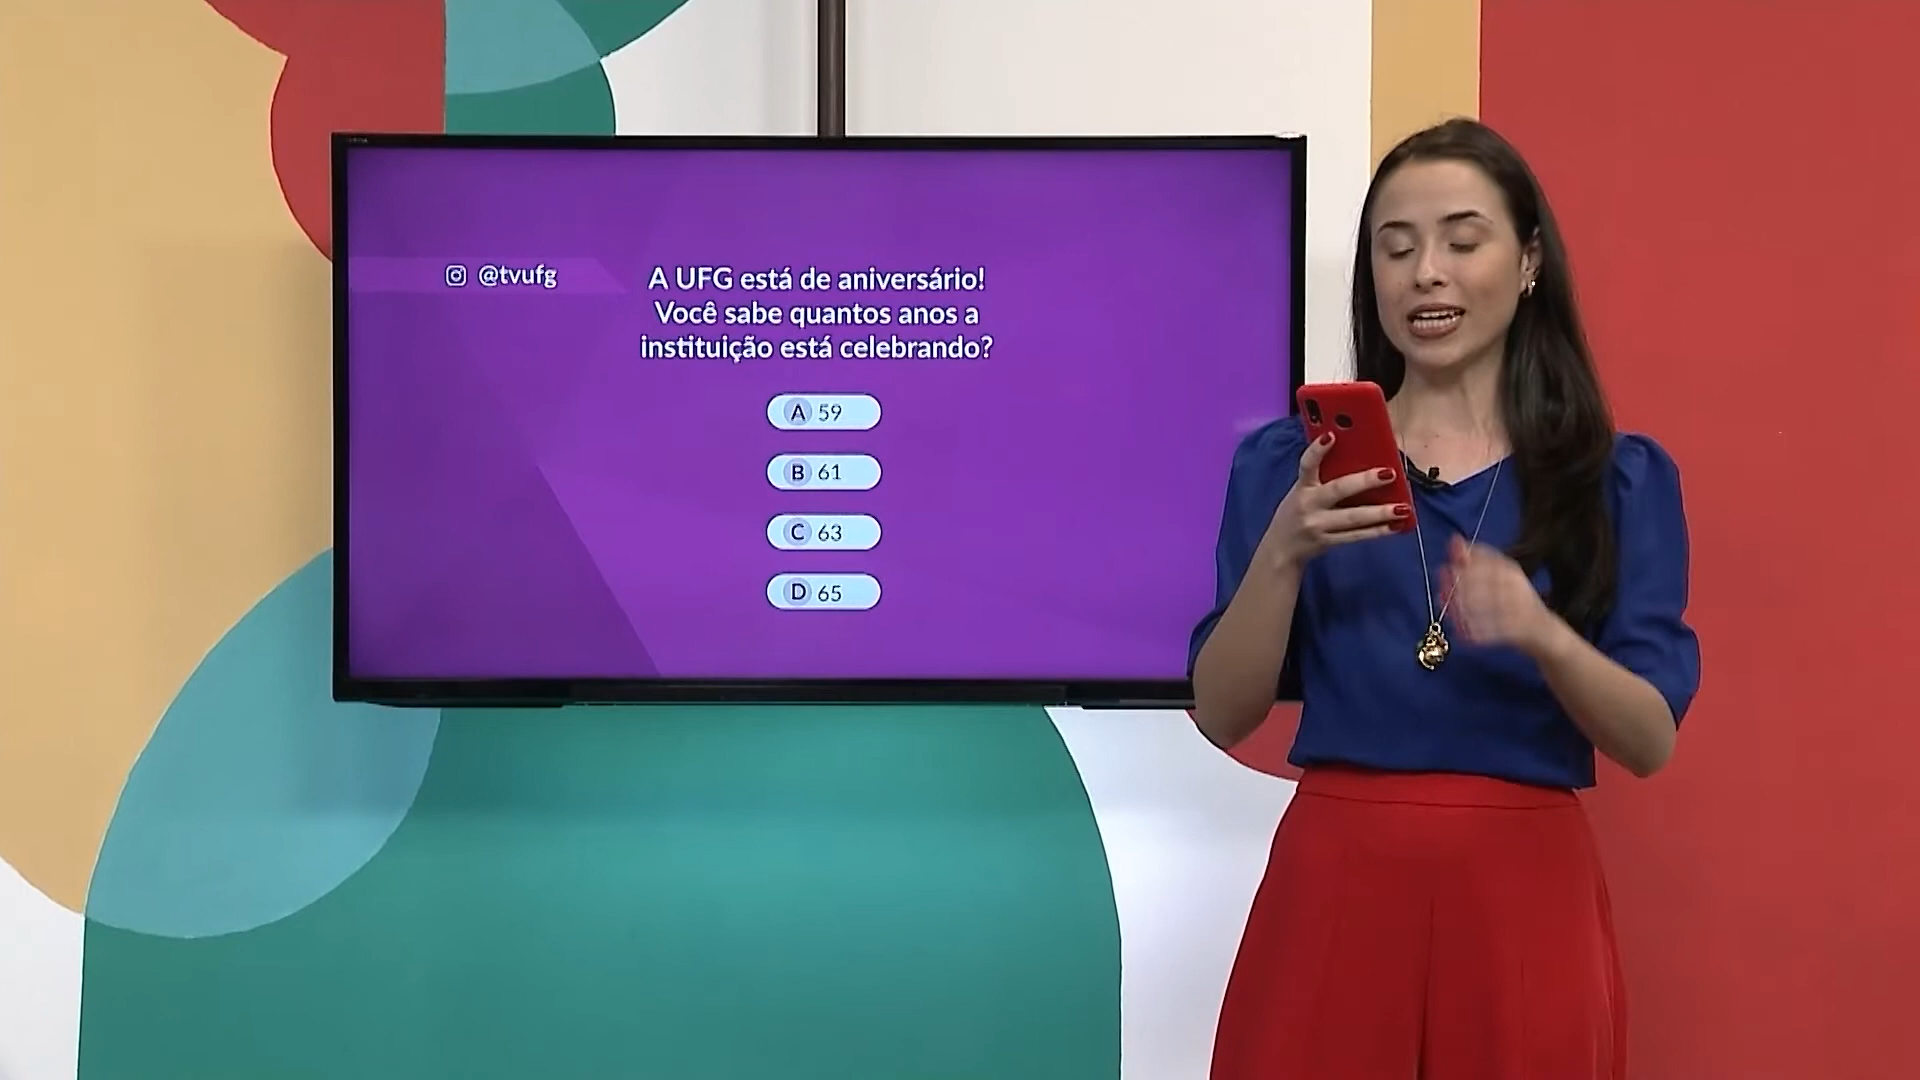 @tvufg
A UFG está de aniversário!
Você sabe quantos anos a
instituição está celebrando?
A 59
B 61
C 63
D 65